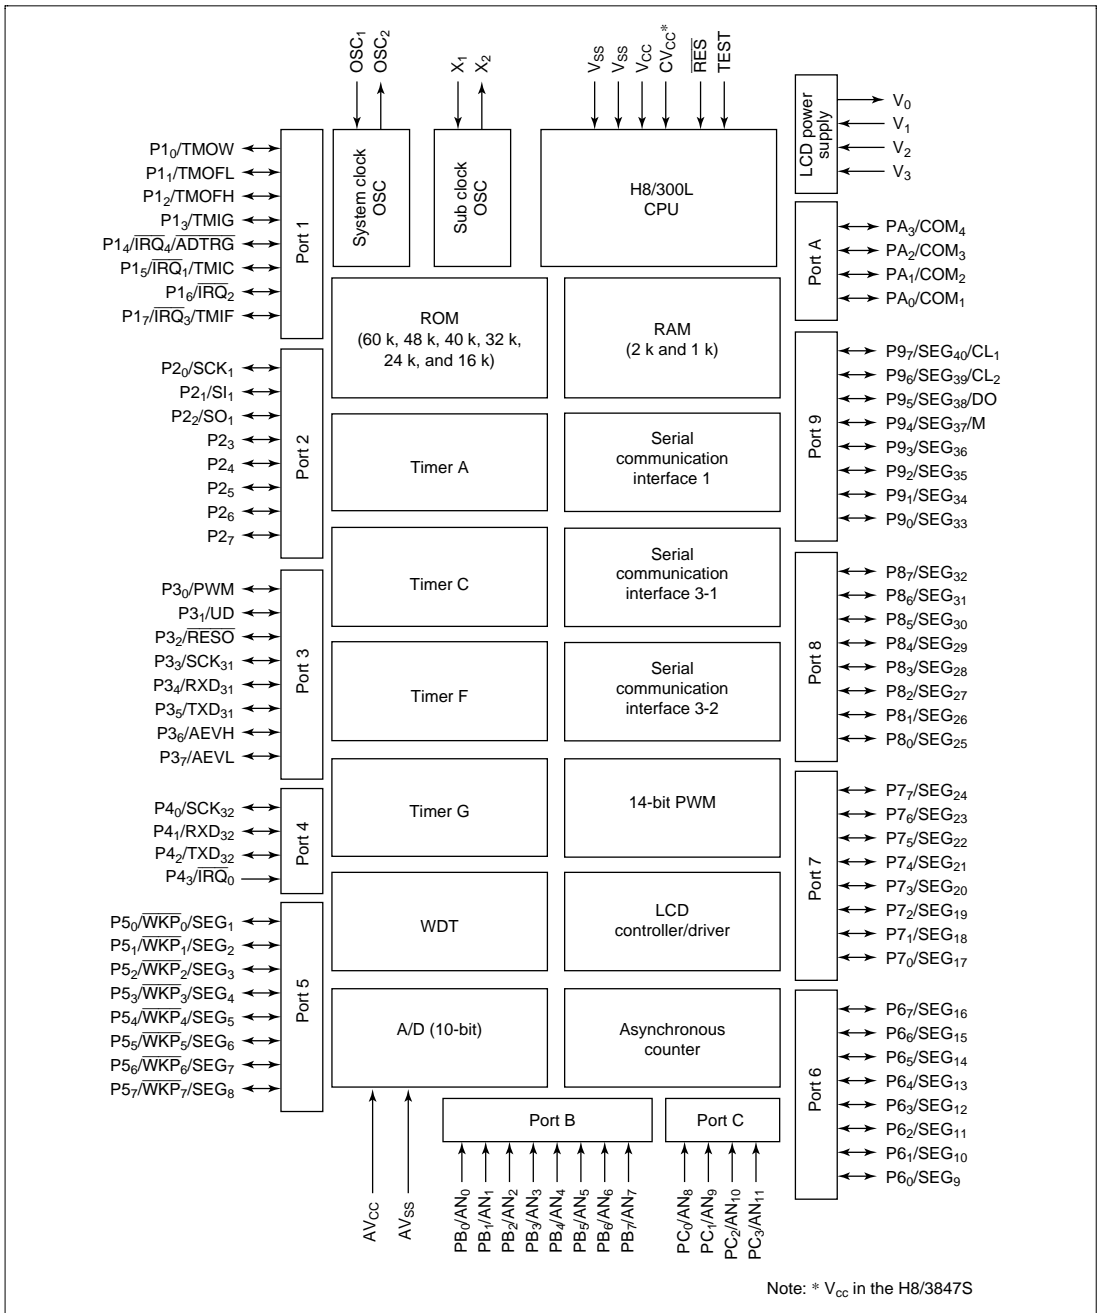 OSC1
OSC2
X1
X2
VSS
VSS
VCC
CVCC*
RES
TEST
System clock
OSC
Sub clock
OSC
H8/300L
CPU
LCD power
supply
V0
V1
V2
V3
P10/TMOW
P11/TMOFL
P12/TMOFH
P13/TMIG
P14/IRQ4/ADTRG
P15/IRQ1/TMIC
P16/IRQ2
P17/IRQ3/TMIF
Port 1
P20/SCK1
P21/SI1
P22/SO1
P23
P24
P25
P26
P27
Port 2
P30/PWM
P31/UD
P32/RESO
P33/SCK31
P34/RXD31
P35/TXD31
P36/AEVH
P37/AEVL
Port 3
P40/SCK32
P41/RXD32
P42/TXD32
P43/IRQ0
Port 4
P50/WKP0/SEG1
P51/WKP1/SEG2
P52/WKP2/SEG3
P53/WKP3/SEG4
P54/WKP4/SEG5
P55/WKP5/SEG6
P56/WKP6/SEG7
P57/WKP7/SEG8
Port 5
ROM
(60 k, 48 k, 40 k, 32 k,
24 k, and 16 k)
RAM
(2 k and 1 k)
Timer A
Serial
communication
interface 1
Timer C
Serial
communication
interface 3-1
Timer F
Serial
communication
interface 3-2
Timer G
14-bit PWM
WDT
LCD
controller/driver
A/D (10-bit)
Asynchronous
counter
Port A
PA3/COM4
PA2/COM3
PA1/COM2
PA0/COM1
Port 9
P97/SEG40/CL1
P96/SEG39/CL2
P95/SEG38/DO
P94/SEG37/M
P93/SEG36
P92/SEG35
P91/SEG34
P90/SEG33
Port 8
P87/SEG32
P86/SEG31
P85/SEG30
P84/SEG29
P83/SEG28
P82/SEG27
P81/SEG26
P80/SEG25
Port 7
P77/SEG24
P76/SEG23
P75/SEG22
P74/SEG21
P73/SEG20
P72/SEG19
P71/SEG18
P70/SEG17
Port 6
P67/SEG16
P66/SEG15
P65/SEG14
P64/SEG13
P63/SEG12
P62/SEG11
P61/SEG10
P60/SEG9
Port B
Port C
AVCC
AVSS
PB0/AN0
PB1/AN1
PB2/AN2
PB3/AN3
PB4/AN4
PB5/AN5
PB6/AN6
PB7/AN7
PC0/AN8
PC1/AN9
PC2/AN10
PC3/AN11
Note: * Vcc in the H8/3847S